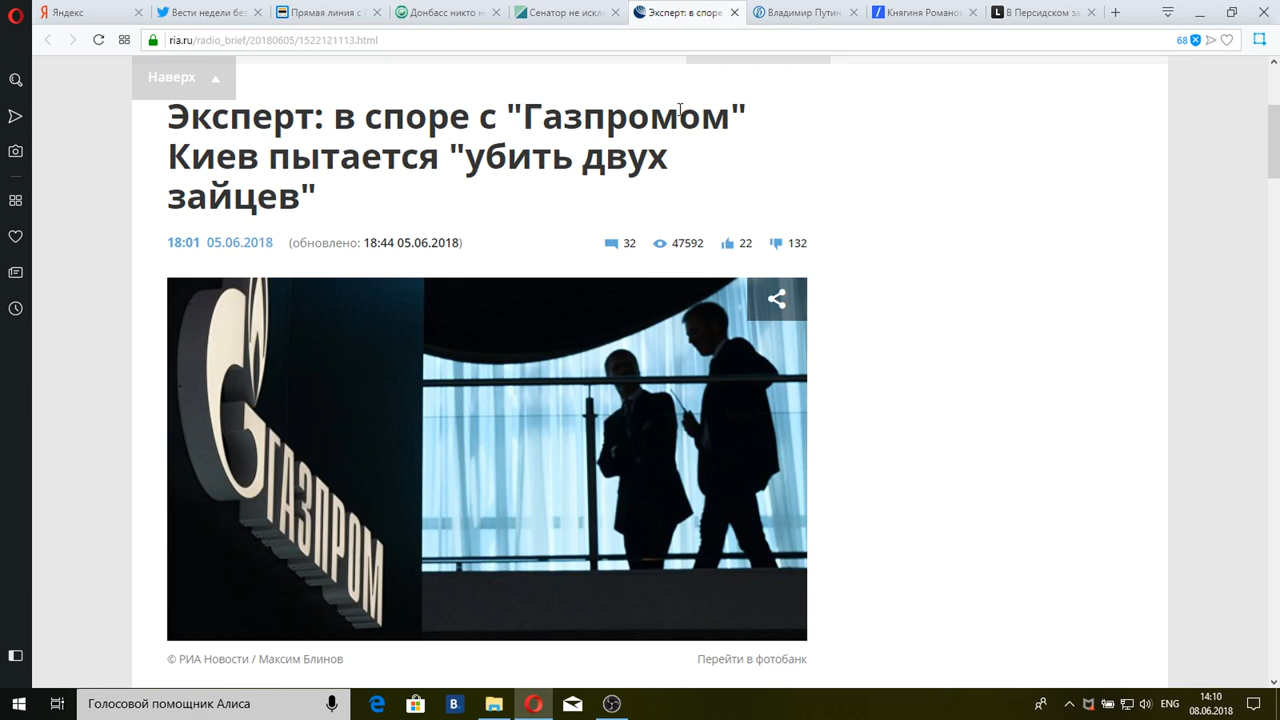 Яндекс
Вести недели без
Прямая линия с
Донбасс никто н
Сенатор не искл
Эксперт: в споре
Владимир Путин
Княгиня Романов
В Персидском за
ria.ru/radio_brief/20180605/1522121113.html
68
Наверх
Эксперт: в споре с "Газпромом"
Киев пытается "убить двух
зайцев"
18:01 05.06.2018 (обновлено: 18:44 05.06.2018)
32 47592 22 132
ГАЗПРОМ
© РИА Новости / Максим Блинов
Перейти в фотобанк
Голосовой помощник Алиса
B.
ENG
14:10
08.06.2018